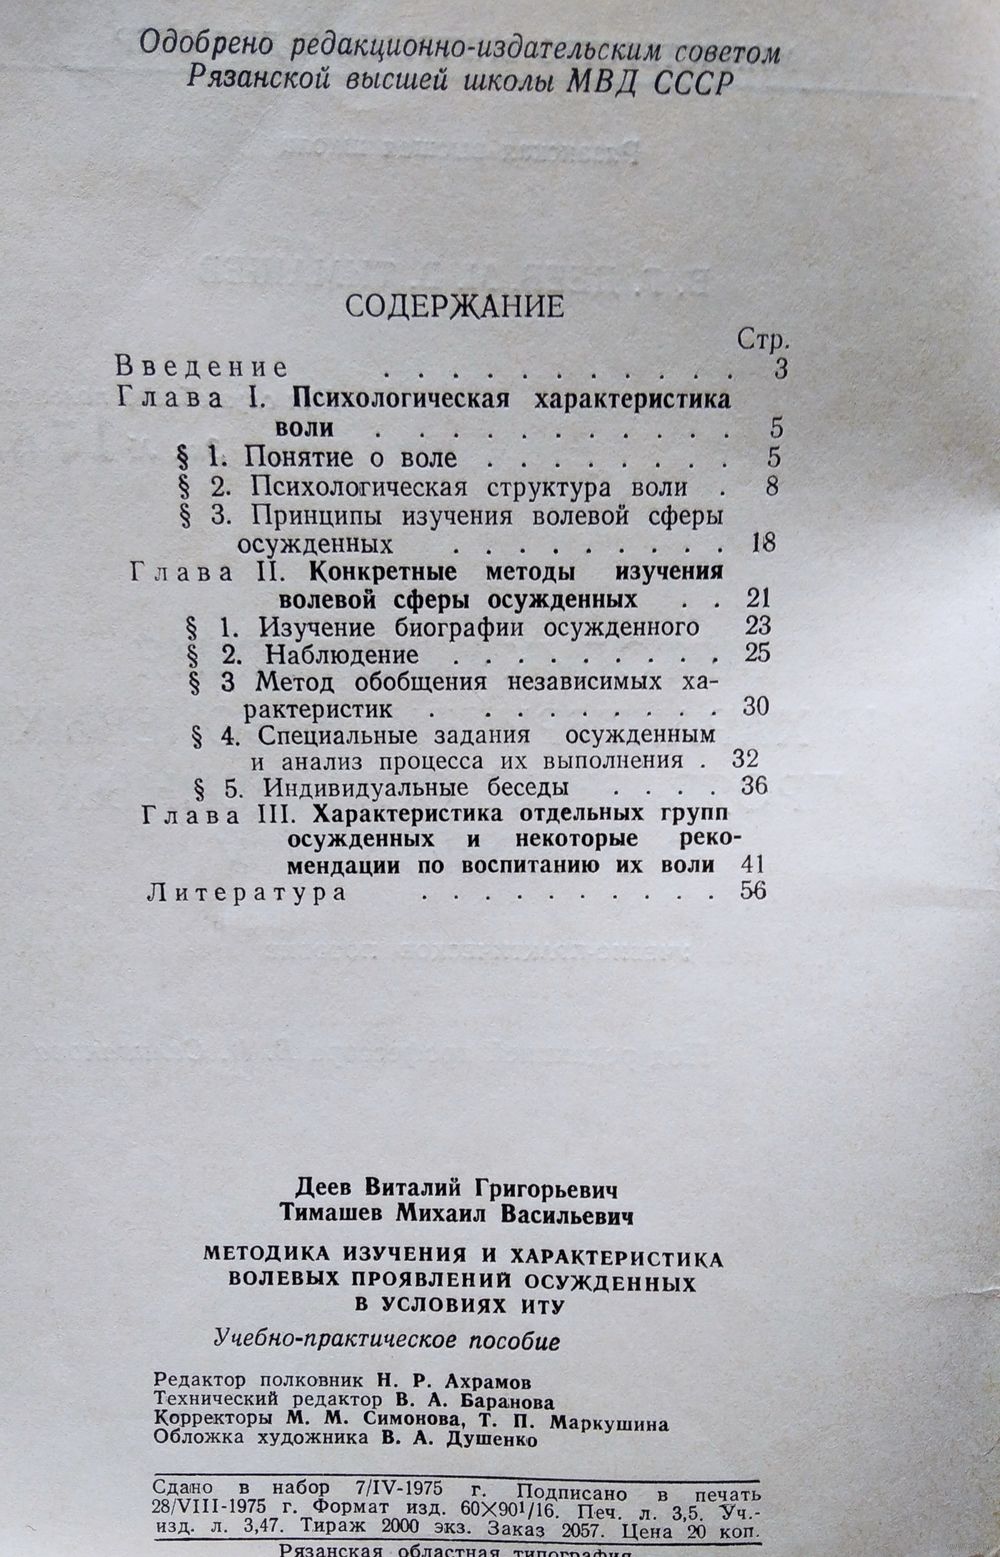 Одобрено редакционно-издательским советом
Рязанской высшей школы МВД СССР
СОДЕРЖАНИЕ
Стр.
Введение . . . . . . . . . . . . 3
Глава I. Психологическая характеристика
воли . . . . . . . . . . . . 5
§ 1. Понятие о воле . . . . . . . . 5
§ 2. Психологическая структура воли . 8
§ 3. Принципы изучения волевой сферы
осужденных . . . . . . . . . 18
Глава II. Конкретные методы изучения
волевой сферы осужденных . . 21
§ 1. Изучение биографии осужденного 23
§ 2. Наблюдение . . . . . . . . . 25
§ 3 Метод обобщения независимых ха-
рактеристик . . . . . . . . . 30
§ 4. Специальные задания осужденным
и анализ процесса их выполнения . 32
§ 5. Индивидуальные беседы . . . . 36
Глава III. Характеристика отдельных групп
осужденных и некоторые реко-
мендации по воспитанию их воли 41
Литература . . . . . . . . . . 56
Деев Виталий Григорьевич
Тимашев Михаил Васильевич
МЕТОДИКА ИЗУЧЕНИЯ И ХАРАКТЕРИСТИКА
ВОЛЕВЫХ ПРОЯВЛЕНИЙ ОСУЖДЕННЫХ
В УСЛОВИЯХ ИТУ
Учебно-практическое пособие
Редактор полковник Н. Р. Ахрамов
Технический редактор В. А. Баранова
Корректоры М. М. Симонова, Т. П. Маркушина
Обложка художника В. А. Душенко
Сдано в набор 7/IV-1975 г. Подписано в печать
28/VIII-1975 г. Формат изд. 60X901/16. Печ. л. 3,5. Уч.-
изд. л. 3,47. Тираж 2000 экз. Заказ 2057. Цена 20 коп.
Рязанская областная типография